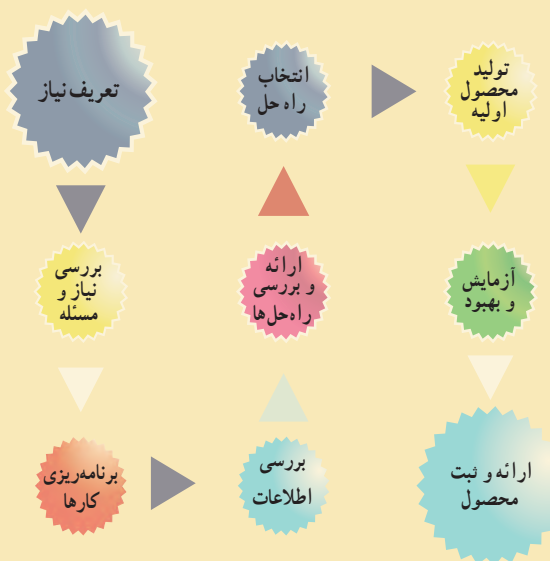 تعریف نیاز
بررسی
نیاز و
مسئله
برنامه‌ریزی
کارها
بررسی
اطلاعات
ارائه
و بررسی
راه‌حل‌ها
انتخاب
راه حل
تولید
محصول
اولیه
آزمایش
و بهبود
ارائه و ثبت
محصول